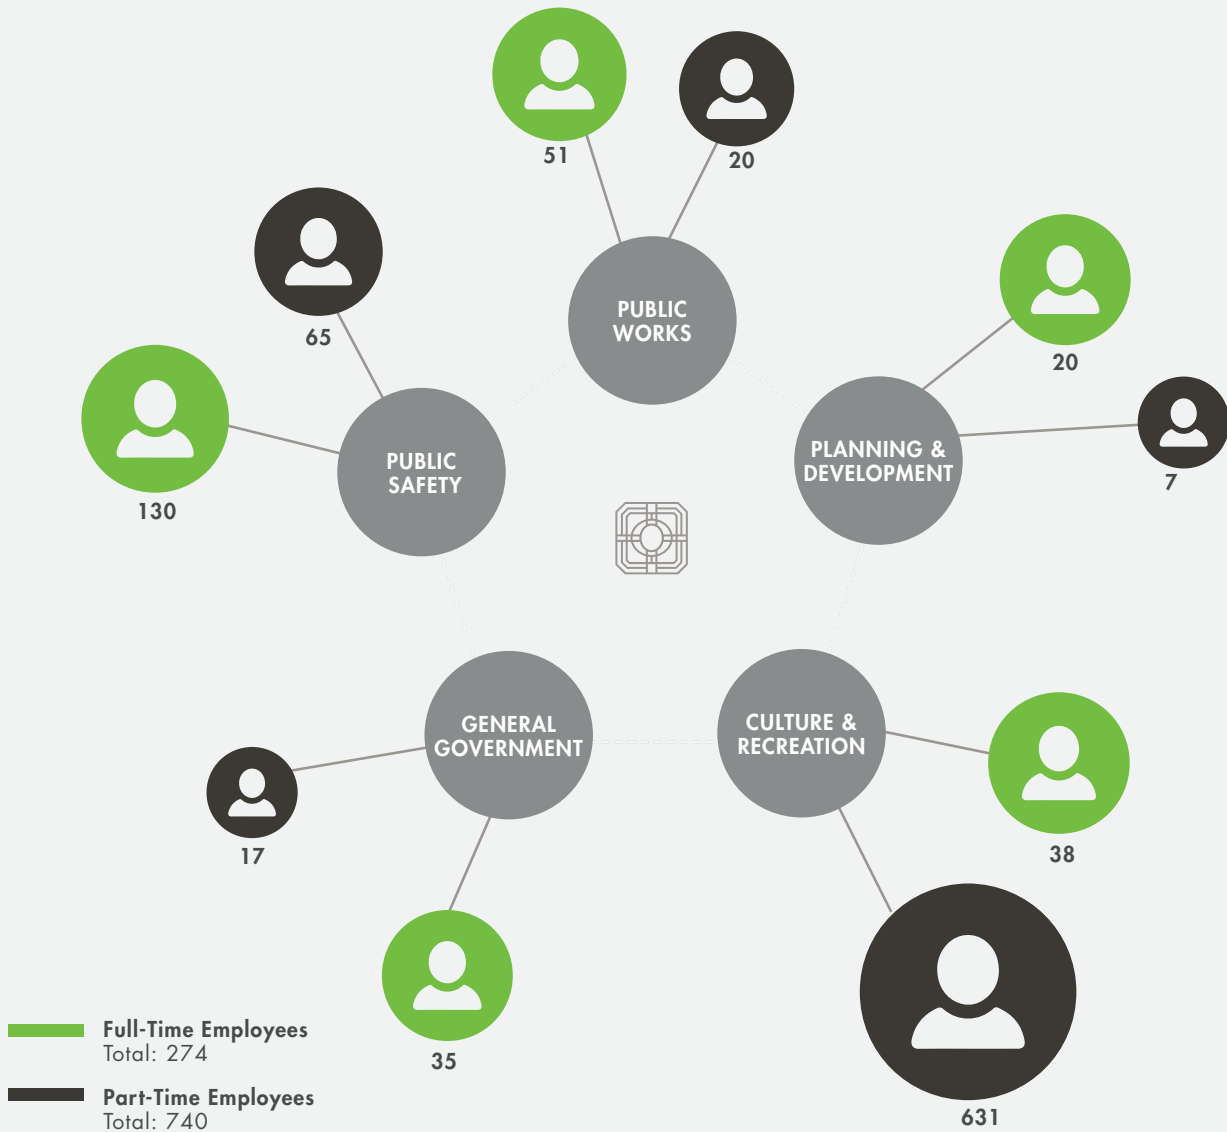 51
20
65
PUBLIC
WORKS
20
130
PUBLIC
SAFETY
PLANNING &
DEVELOPMENT
7
GENERAL
GOVERNMENT
CULTURE &
RECREATION
17
38
35
631
Full-Time Employees
Total: 274
Part-Time Employees
Total: 740